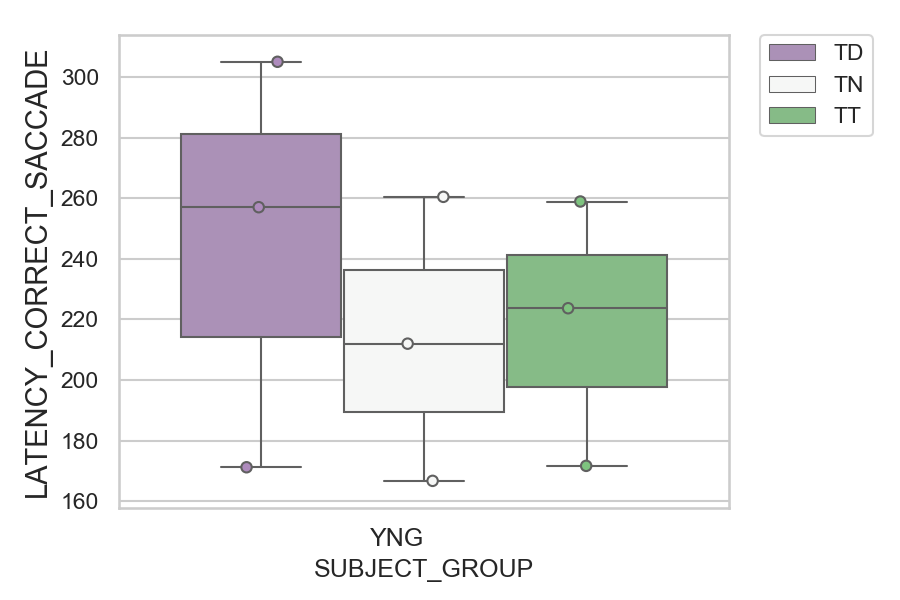 LATENCY_CORRECT_SACCADE
300
280
260
240
220
200
180
160
YNG
SUBJECT_GROUP
TD
TN
TT